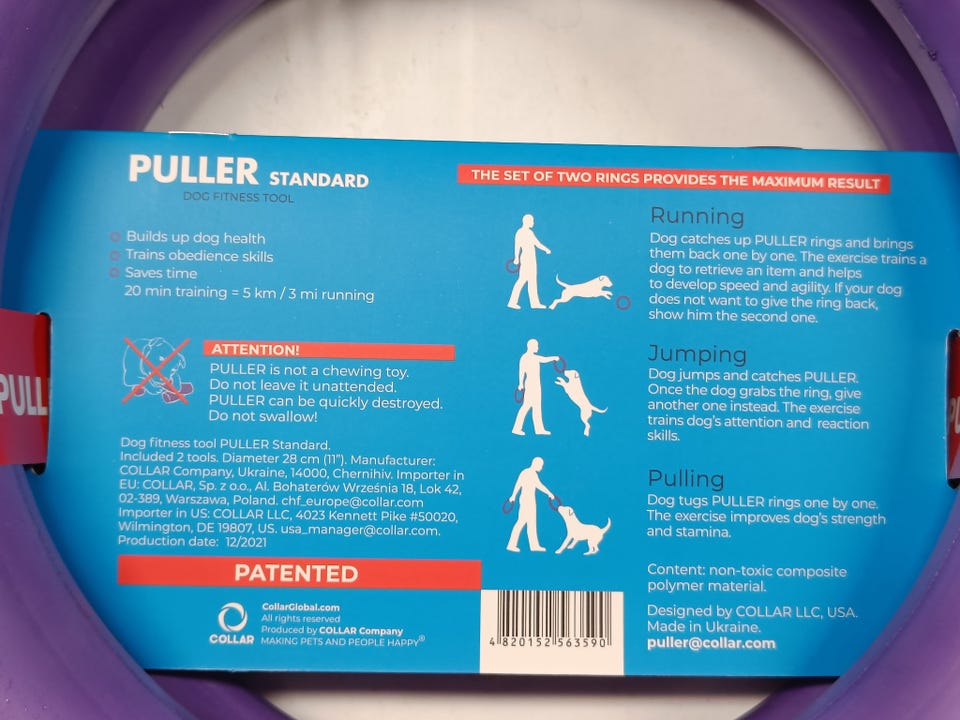 PULLER STANDARD
DOG FITNESS TOOL
Builds up dog health
Trains obedience skills
Saves time
20 min training = 5 km / 3 mi running
ATTENTION!
PULLER is not a chewing toy.
Do not leave it unattended.
PULLER can be quickly destroyed.
Do not swallow!
Dog fitness tool PULLER Standard.
Included 2 tools. Diameter 28 cm (11"). Manufacturer:
COLLAR Company, Ukraine, 14000, Chernihiv. Importer in
EU: COLLAR, Sp. z o.o., Al. Bohaterów Września 18, Lok 42,
02-389, Warszawa, Poland. chf_europe@collar.com
Importer in US: COLLAR LLC, 4023 Kennett Pike #50020,
Wilmington, DE 19807, US. usa_manager@collar.com.
Production date: 12/2021
PATENTED
COLLAR
CollarGlobal.com
All rights reserved
Produced by COLLAR Company
MAKING PETS AND PEOPLE HAPPY®
THE SET OF TWO RINGS PROVIDES THE MAXIMUM RESULT
Running
Dog catches up PULLER rings and brings
them back one by one. The exercise trains a
dog to retrieve an item and helps
to develop speed and agility. If your dog
does not want to give the ring back,
show him the second one.
Jumping
Dog jumps and catches PULLER.
Once the dog grabs the ring, give
another one instead. The exercise
trains dog's attention and reaction
skills.
Pulling
Dog tugs PULLER rings one by one.
The exercise improves dog's strength
and stamina.
Content: non-toxic composite
polymer material.
Designed by COLLAR LLC, USA.
Made in Ukraine.
puller@collar.com
4 820152 563590
PULL